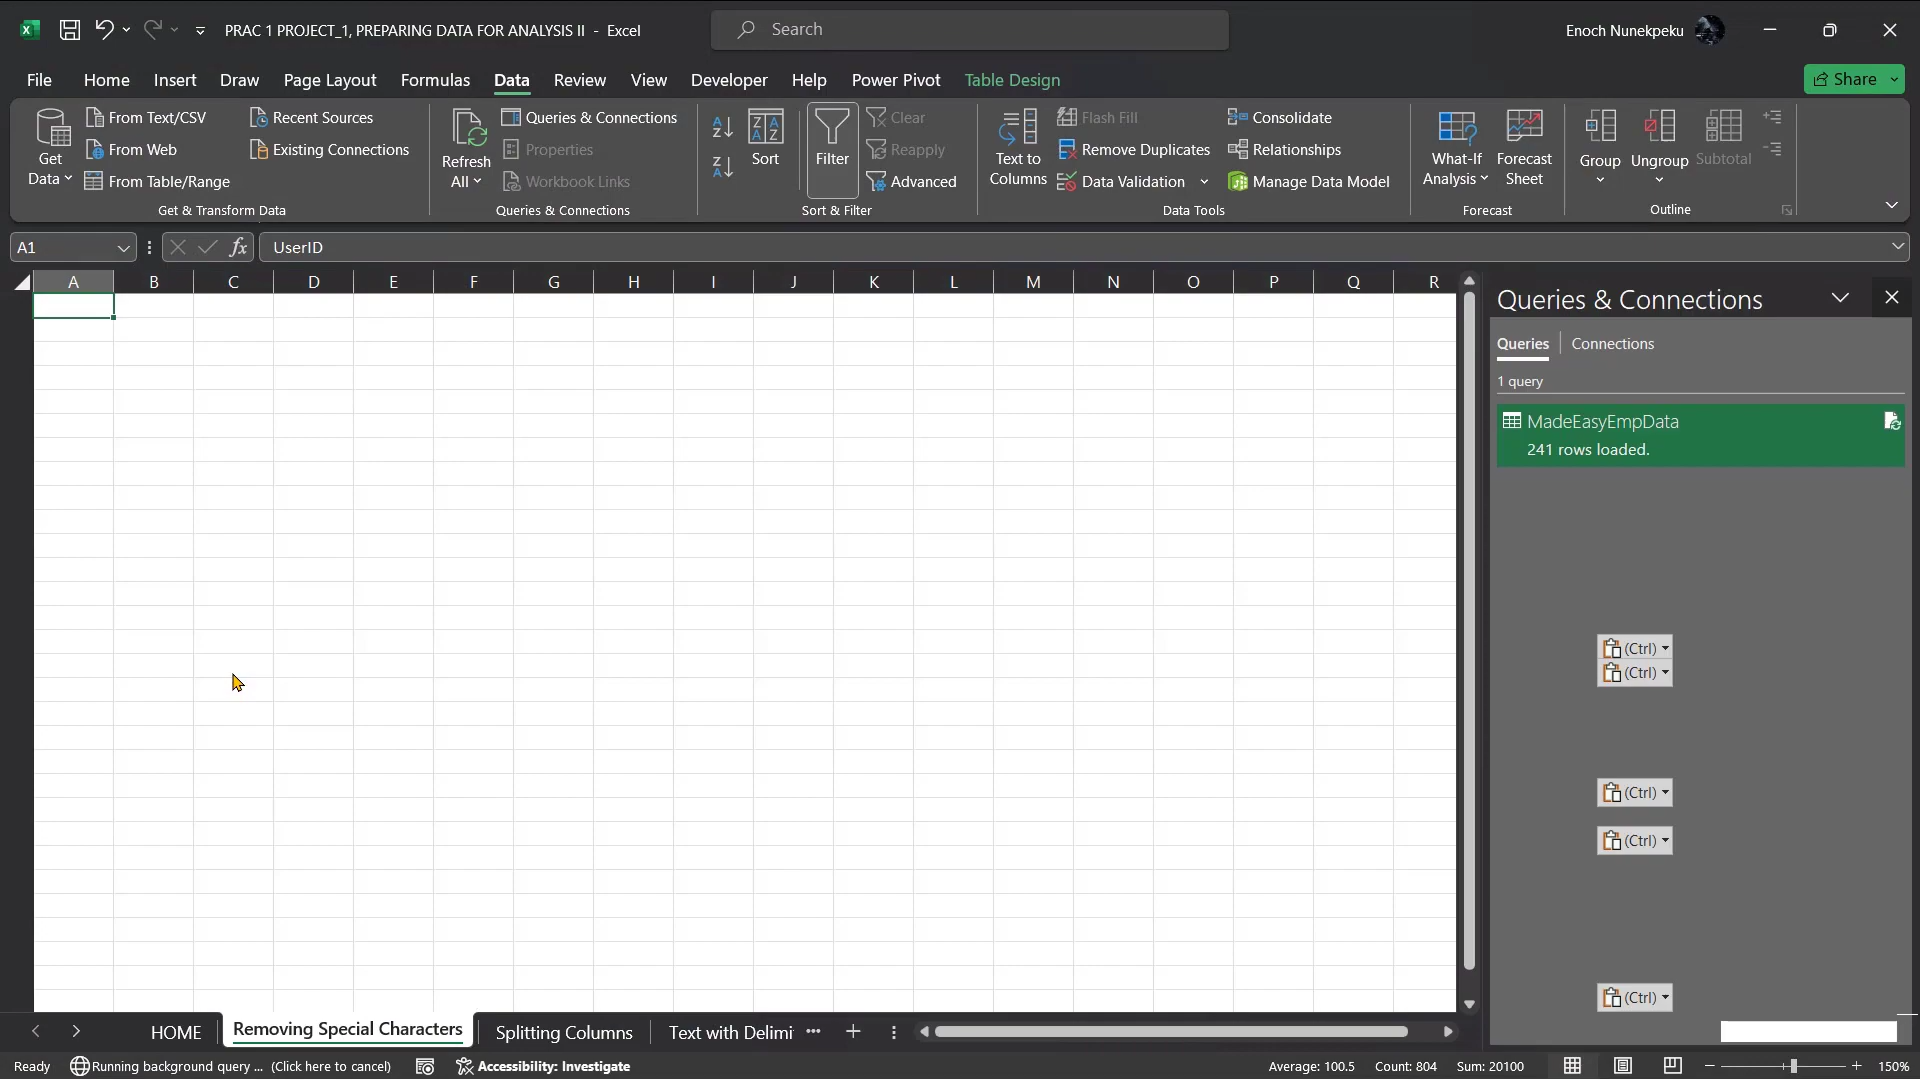 PRAC 1 PROJECT_1, PREPARING DATA FOR ANALYSIS II - Excel
Search
Enoch Nunekpeku
File Home Insert Draw Page Layout Formulas Data Review View Developer Help Power Pivot Table Design
Share
Get Data
From Text/CSV
From Web
From Table/Range
Recent Sources
Existing Connections
Get & Transform Data
Refresh All
Queries & Connections
Properties
Workbook Links
Queries & Connections
Sort
Filter
Clear
Reapply
Advanced
Sort & Filter
Text to Columns
Flash Fill
Remove Duplicates
Data Validation
Consolidate
Relationships
Manage Data Model
Data Tools
What-If Analysis
Forecast Sheet
Forecast
Group
Ungroup
Subtotal
Outline
A1
fx
UserID
A B C D E F G H I J K L M N O P Q R
Queries & Connections
Queries Connections
1 query
MadeEasyEmpData
241 rows loaded.
(Ctrl)
(Ctrl)
(Ctrl)
(Ctrl)
(Ctrl)
HOME Removing Special Characters Splitting Columns Text with Delimi ...
Ready Running background query ... (Click here to cancel) Accessibility: Investigate Average: 100.5 Count: 804 Sum: 20100 150%